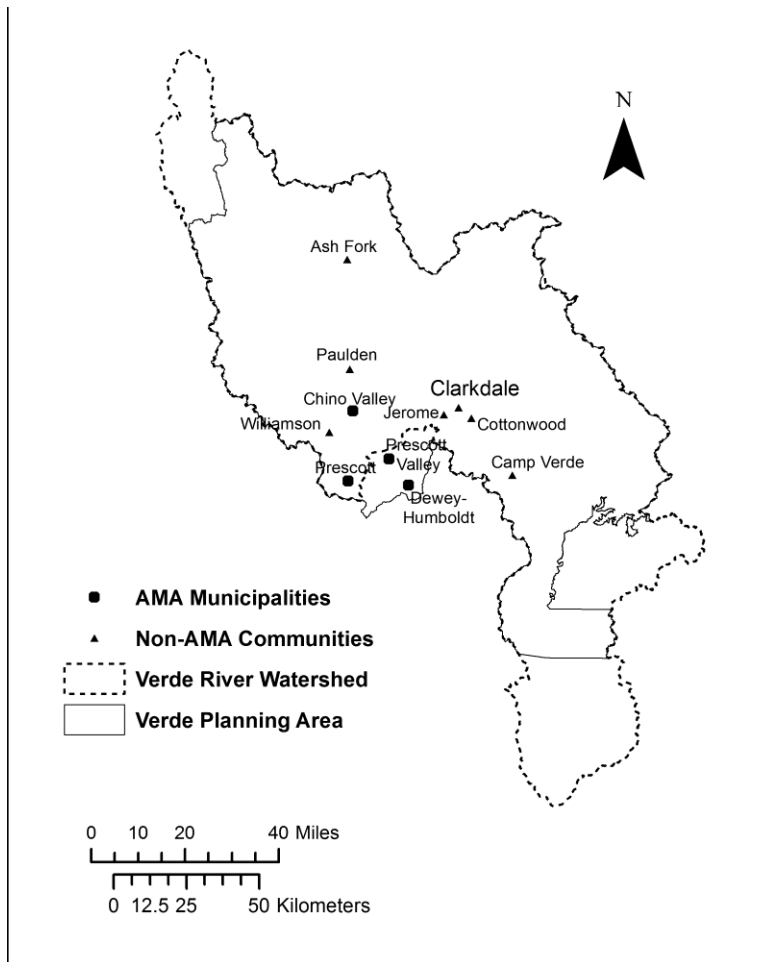 N
Ash Fork
Paulden
Chino Valley
Clarkdale
Jerome
Williamson
Cottonwood
Prescott
Valley
Prescott
Camp Verde
Dewey-
Humboldt
AMA Municipalities
Non-AMA Communities
Verde River Watershed
Verde Planning Area
0 10 20 40 Miles
0 12.5 25 50 Kilometers